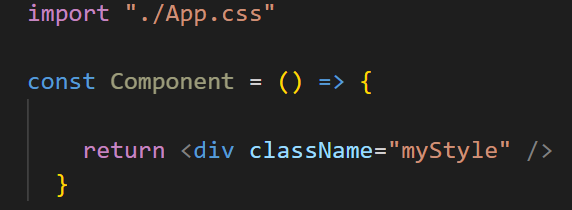 import "./App.css"
const Component = () => {
return <div className="myStyle" />
}